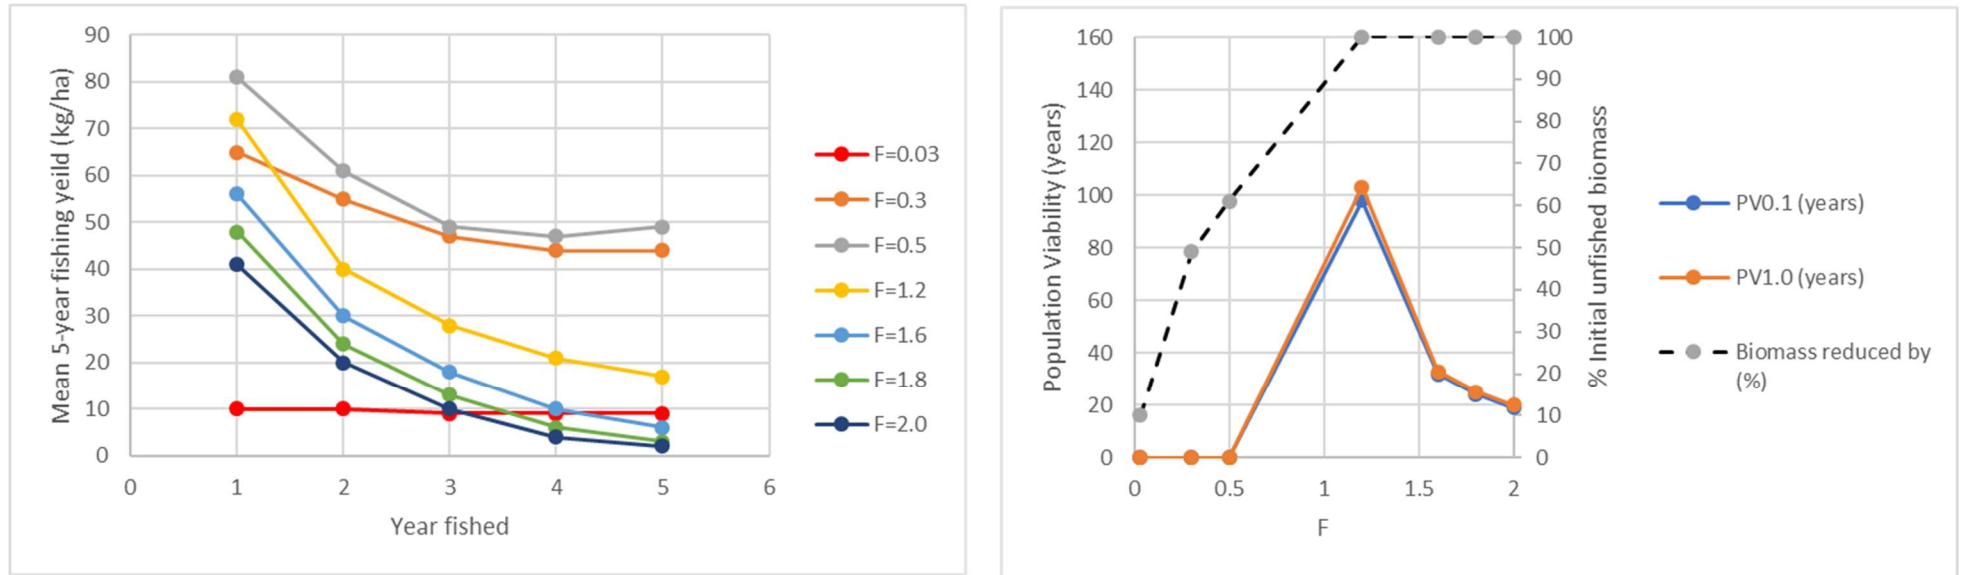 Mean 5-year fishing yeild (kg/ha)
90
80
70
60
50
40
30
20
10
0
0 1 2 3 4 5 6
Year fished
F=0.03
F=0.3
F=0.5
F=1.2
F=1.6
F=1.8
F=2.0
Population Viability (years)
160
140
120
100
80
60
40
20
0
0 0.5 1 1.5 2
F
100
90
80
70
60
50
40
30
20
10
0
% Initial unfished biomass
PV0.1 (years)
PV1.0 (years)
Biomass reduced by
(%)